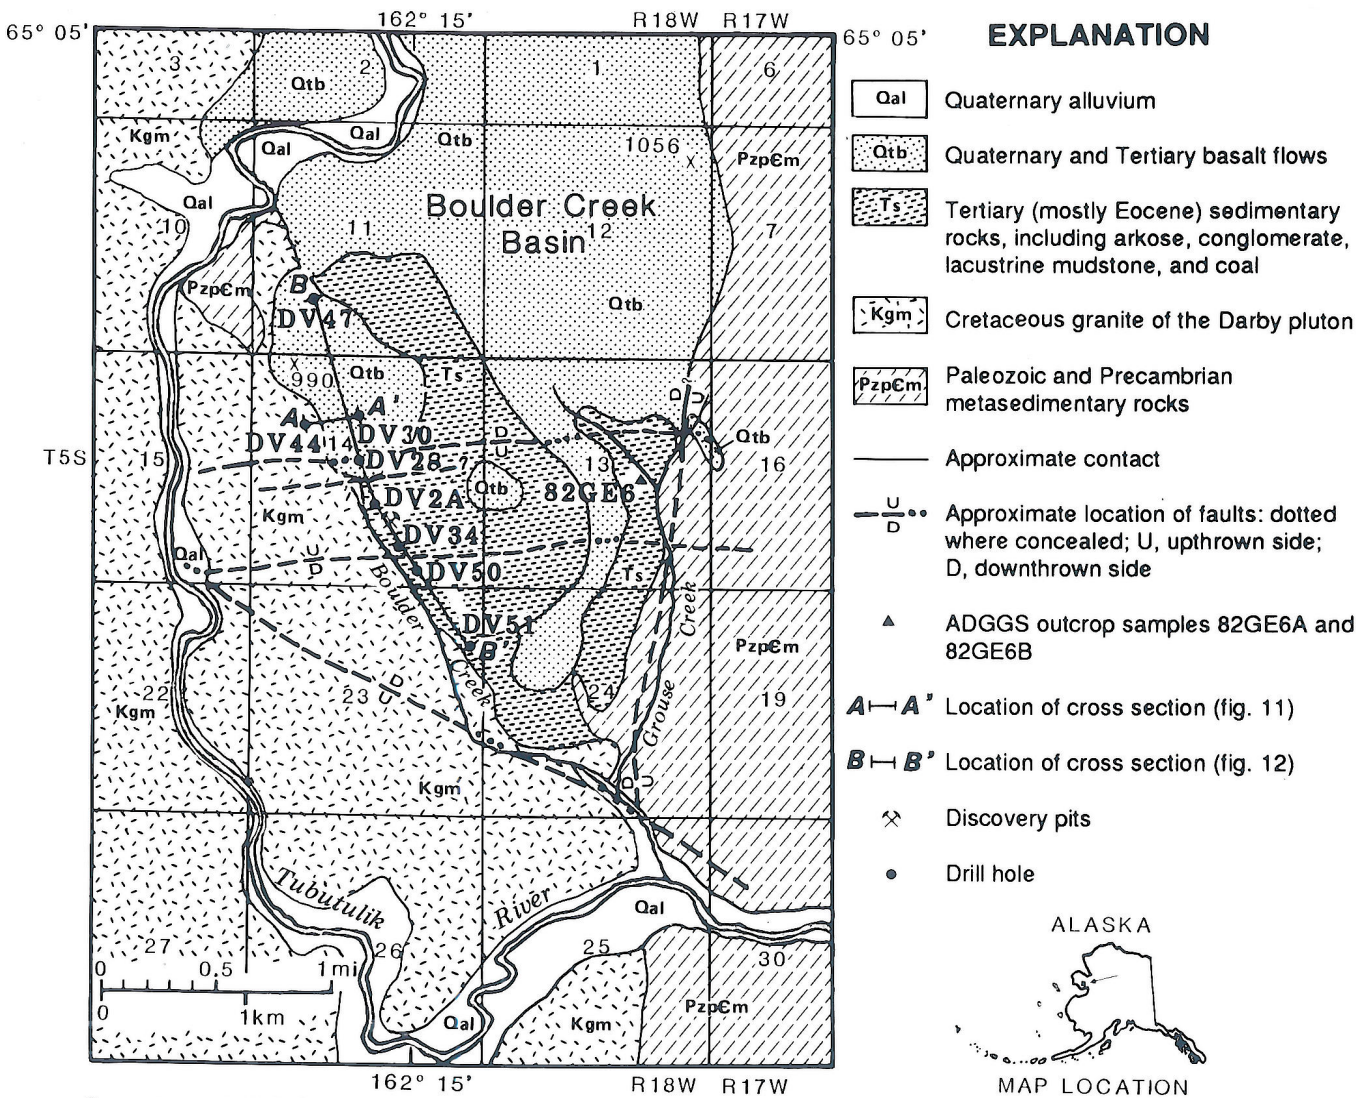 162° 15'
R18W
R17W
65° 05'
65° 05'
3
2
1
6
Qtb
Kgm
Qal
Qal
Qtb
1056
PzpЄm
Qal
10
11
Boulder Creek
Basin
12
7
PzpЄm
B
DV47
Qtb
990
Qtb
Ts
A
A'
D
U
DV44
14
DV30
D
U
Qtb
T5S
15
DV28
?
13
16
Qtb
82GE6
DV2A
Kgm
DV34
Qal
U
D
DV50
Ts
Boulder
Creek
Creek
Grouse
DV51
B'
PzpЄm
22
Kgm
23
D
U
24
19
Kgm
D
U
Tubutulik
River
Qal
27
26
25
30
0
0.5
1 mi
0
1km
Qal
Kgm
PzpЄm
162° 15'
R18W
R17W
EXPLANATION
Qal
Quaternary alluvium
Qtb
Quaternary and Tertiary basalt flows
Ts
Tertiary (mostly Eocene) sedimentary
rocks, including arkose, conglomerate,
lacustrine mudstone, and coal
Kgm
Cretaceous granite of the Darby pluton
PzpЄm
Paleozoic and Precambrian
metasedimentary rocks
Approximate contact
U
D
Approximate location of faults: dotted
where concealed; U, upthrown side;
D, downthrown side
ADGGS outcrop samples 82GE6A and
82GE6B
A A' Location of cross section (fig. 11)
B B' Location of cross section (fig. 12)
Discovery pits
Drill hole
ALASKA
MAP LOCATION